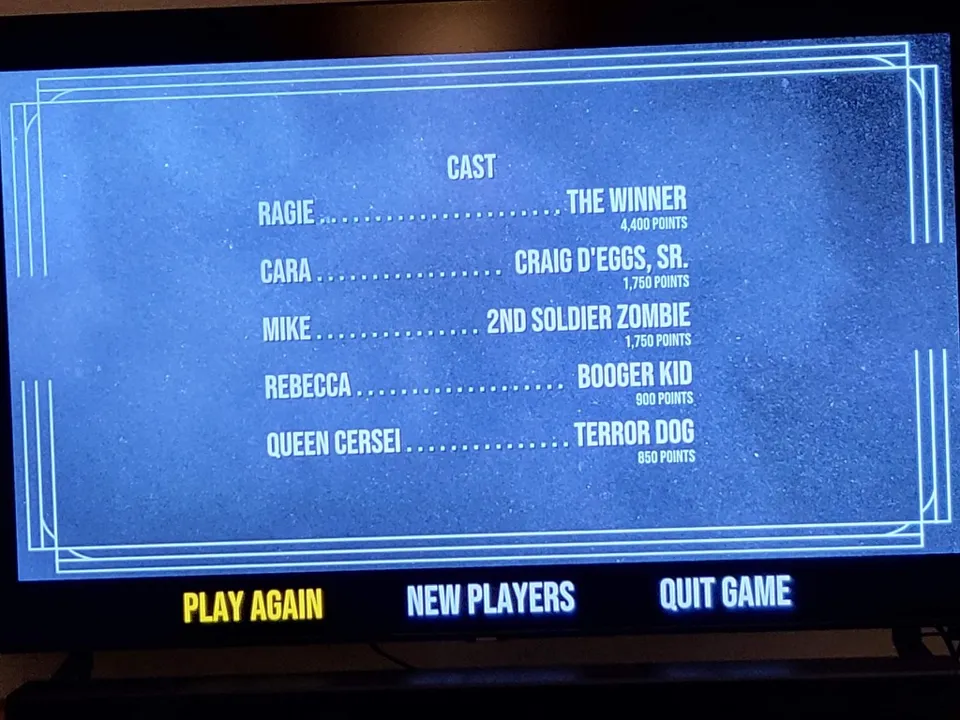 CAST
RAGIE......................THE WINNER
4,400 POINTS
CARA................. CRAIG D'EGGS, SR.
1,750 POINTS
MIKE............... 2ND SOLDIER ZOMBIE
1,750 POINTS
REBECCA................... BOOGER KID
900 POINTS
QUEEN CERSEI...............TERROR DOG
850 POINTS
PLAY AGAIN NEW PLAYERS QUIT GAME